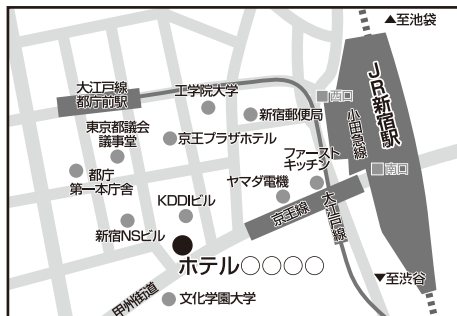 ▲至池袋
大江戸線
都庁前駅
工学院大学
西口
JR新宿駅
新宿郵便局
小田急線
東京都議会
議事堂
京王プラザホテル
ファースト
キッチン
南口
都庁
第一本庁舎
ヤマダ電機
KDDIビル
京王線
大江戸線
新宿NSビル
ホテル○○○○
▼至渋谷
甲州街道
文化学園大学